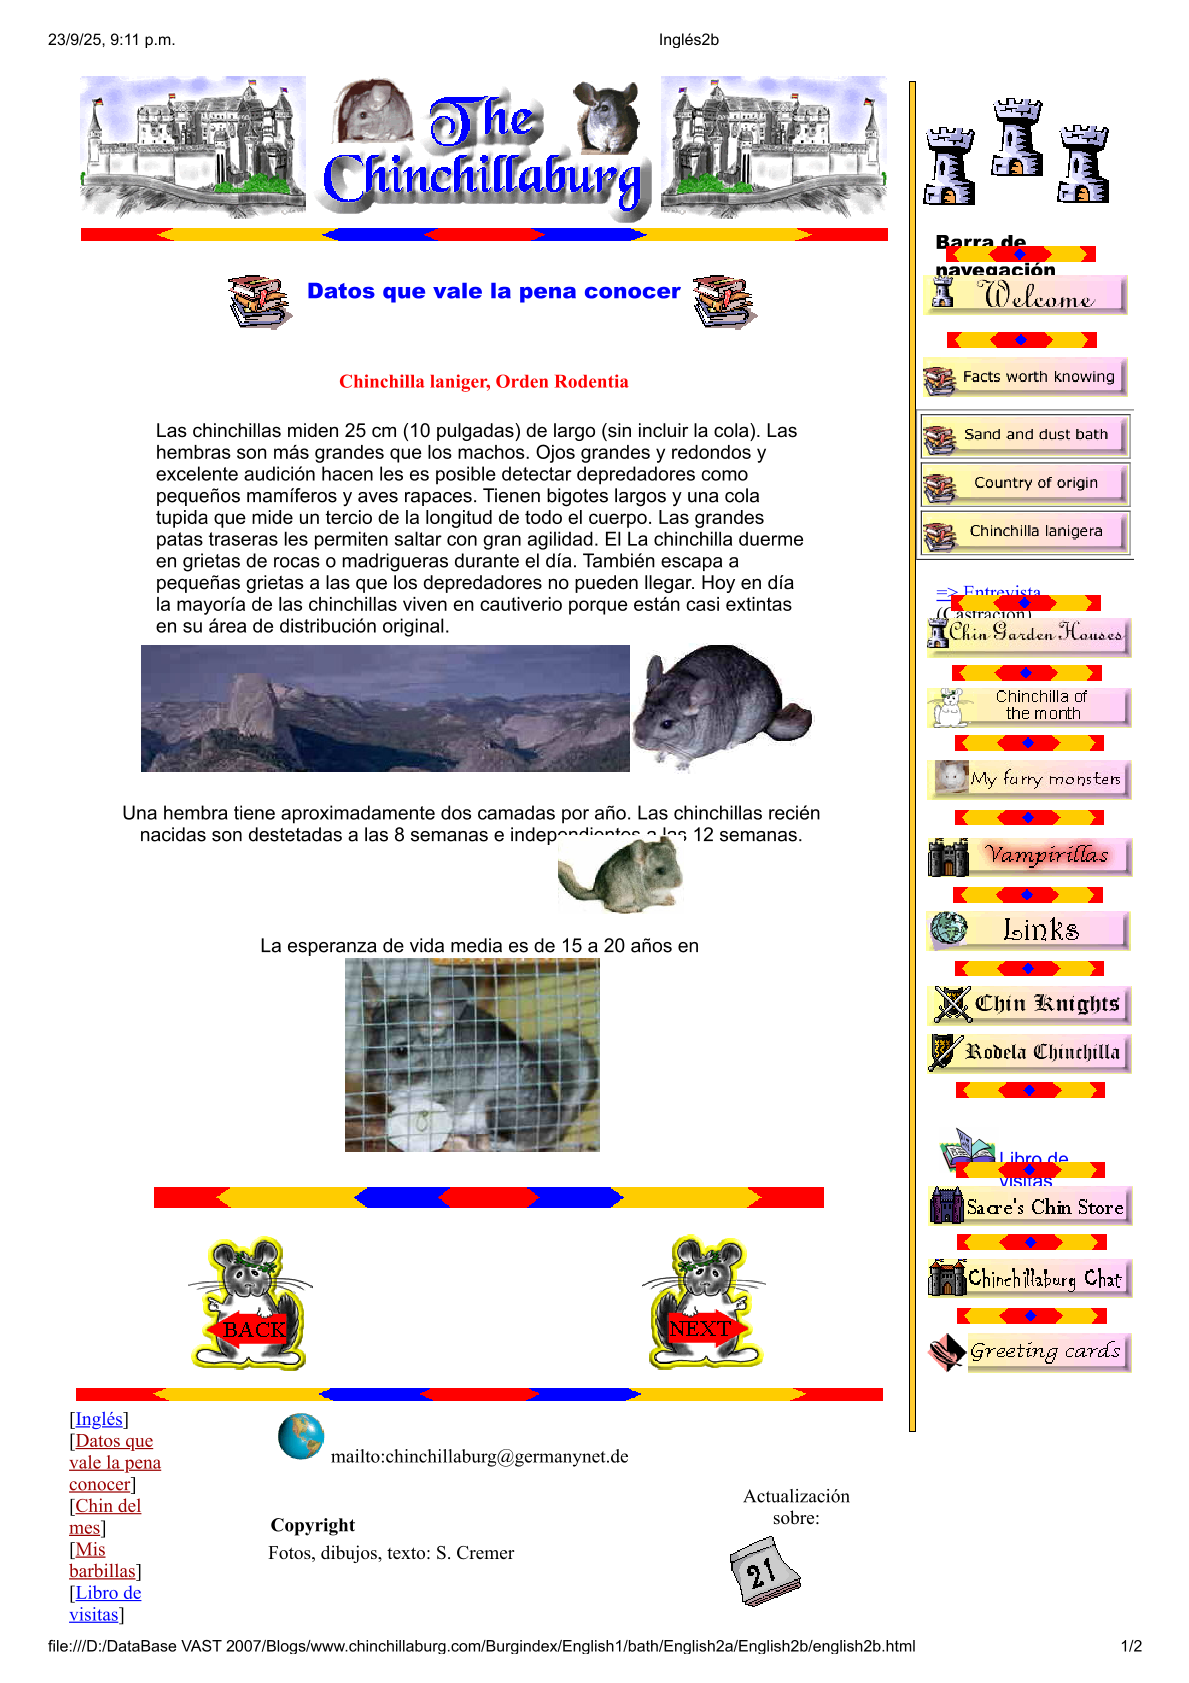 23/9/25, 9:11 p.m.
Inglés2b
The
Chinchillaburg
Datos que vale la pena conocer
Chinchilla laniger, Orden Rodentia
Las chinchillas miden 25 cm (10 pulgadas) de largo (sin incluir la cola). Las
hembras son más grandes que los machos. Ojos grandes y redondos y
excelente audición hacen les es posible detectar depredadores como
pequeños mamíferos y aves rapaces. Tienen bigotes largos y una cola
tupida que mide un tercio de la longitud de todo el cuerpo. Las grandes
patas traseras les permiten saltar con gran agilidad. El La chinchilla duerme
en grietas de rocas o madrigueras durante el día. También escapa a
pequeñas grietas a las que los depredadores no pueden llegar. Hoy en día
la mayoría de las chinchillas viven en cautiverio porque están casi extintas
en su área de distribución original.
Una hembra tiene aproximadamente dos camadas por año. Las chinchillas recién
nacidas son destetadas a las 8 semanas e independientes a las 12 semanas.
La esperanza de vida media es de 15 a 20 años en
BACK
NEXT
Barra de
navegación
Welcome
Facts worth knowing
Sand and dust bath
Country of origin
Chinchilla lanigera
=> Entrevista
(Castración)
Chin Garden Houses
Chinchilla of
the month
My furry monsters
Vampirillas
Links
Chin Knights
Rodela Chinchilla
Libro de
visitas
Sacre's Chin Store
Chinchillaburg Chat
Greeting cards
[Inglés]
[Datos que
vale la pena
conocer]
[Chin del
mes]
[Mis
barbillas]
[Libro de
visitas]
mailto:chinchillaburg@germanynet.de
Copyright
Fotos, dibujos, texto: S. Cremer
Actualización
sobre:
21
file:///D:/DataBase VAST 2007/Blogs/www.chinchillaburg.com/Burgindex/English1/bath/English2a/English2b/english2b.html
1/2